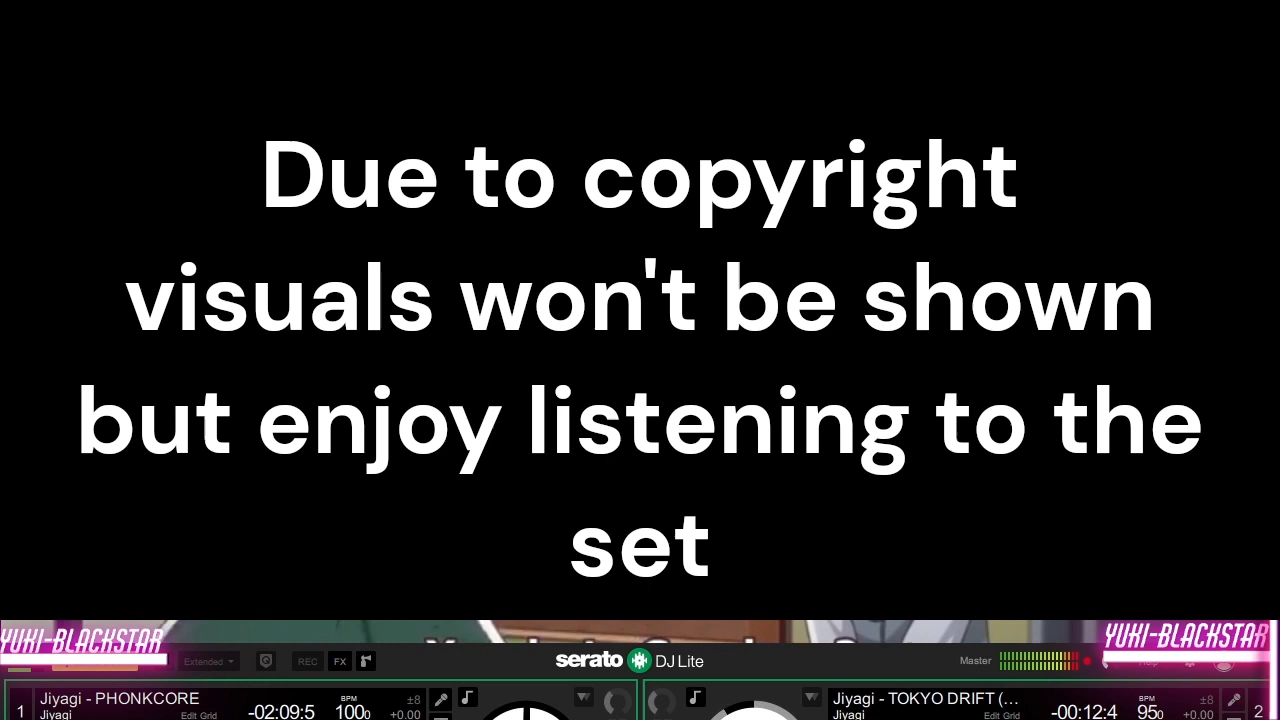 Due to copyright
visuals won't be shown
but enjoy listening to the
set
YUKI-BLACKSTAR
YUKI-BLACKSTAR
Extended
REC
FX
serato DJ Lite
Master
Help
1
Jiyagi - PHONKCORE
Jiyagi
Edit Grid
-02:09:5
BPM
100.0
±8
+0.00
Jiyagi - TOKYO DRIFT (...
Jiyagi
Edit Grid
-00:12:4
BPM
95.0
±8
+0.00
2